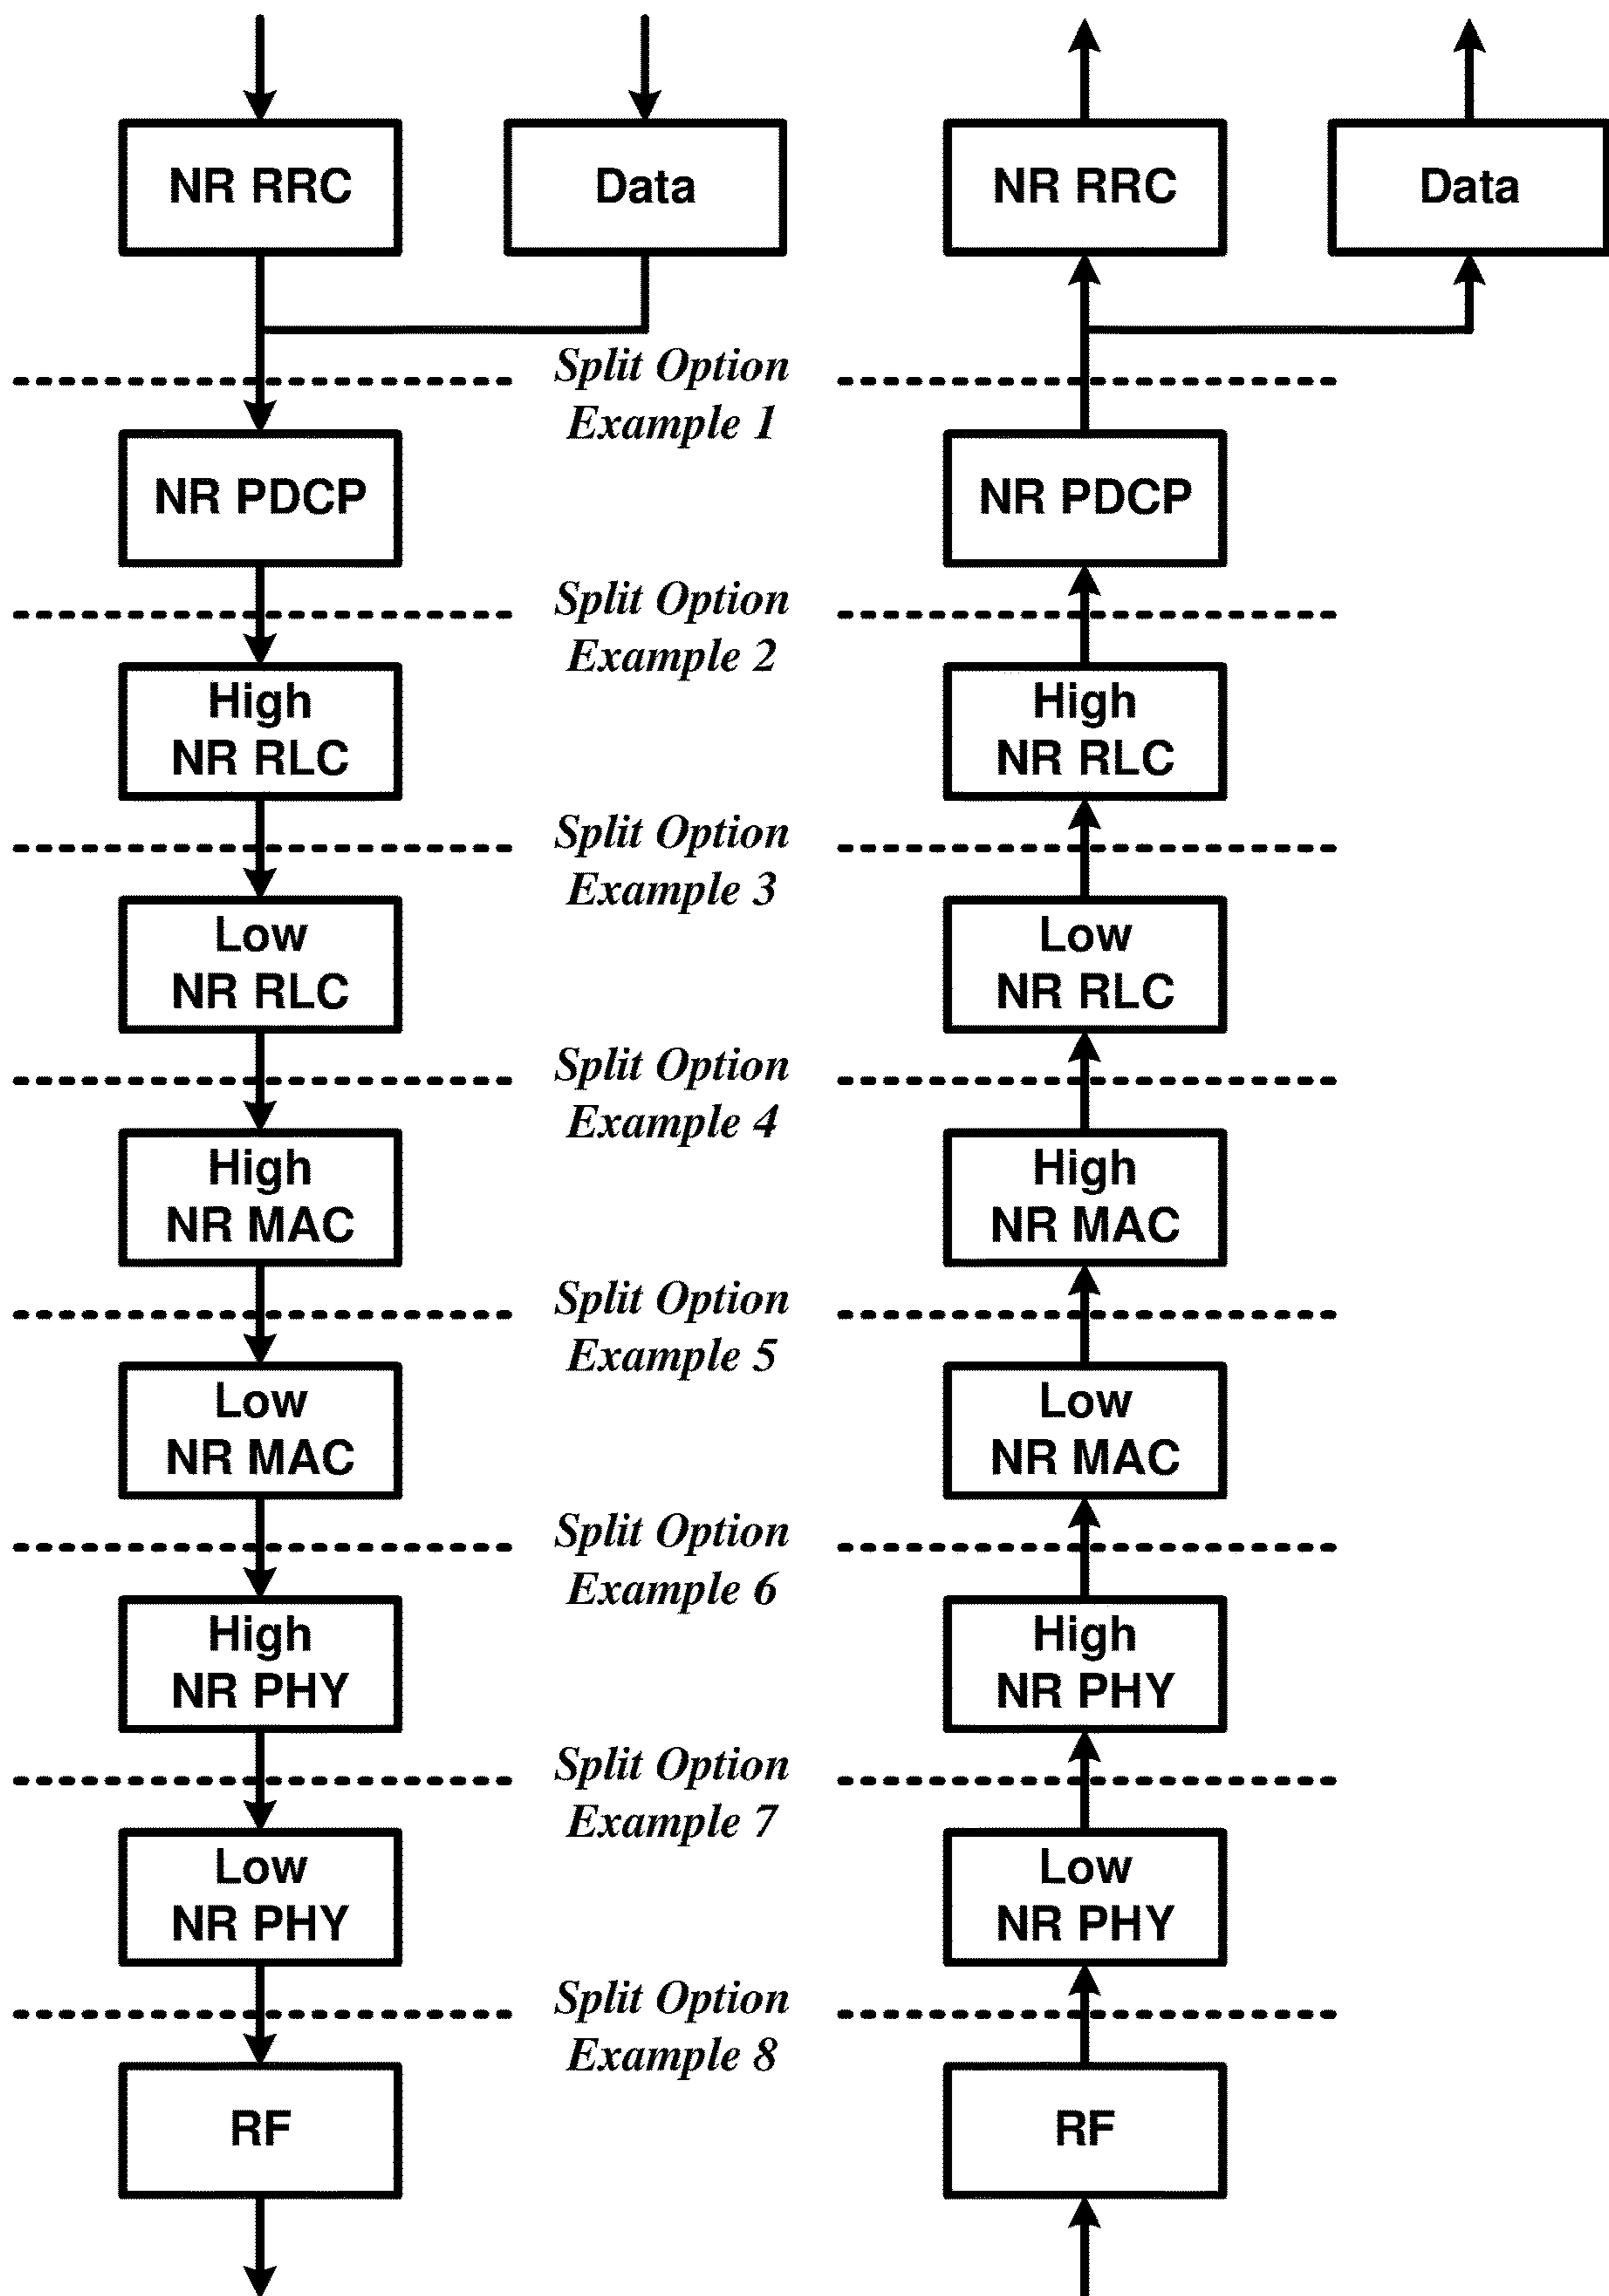 NR RRC
Data
NR RRC
Data
Split Option
Example 1
NR PDCP
NR PDCP
Split Option
Example 2
High
NR RLC
High
NR RLC
Split Option
Example 3
Low
NR RLC
Low
NR RLC
Split Option
Example 4
High
NR MAC
High
NR MAC
Split Option
Example 5
Low
NR MAC
Low
NR MAC
Split Option
Example 6
High
NR PHY
High
NR PHY
Split Option
Example 7
Low
NR PHY
Low
NR PHY
Split Option
Example 8
RF
RF